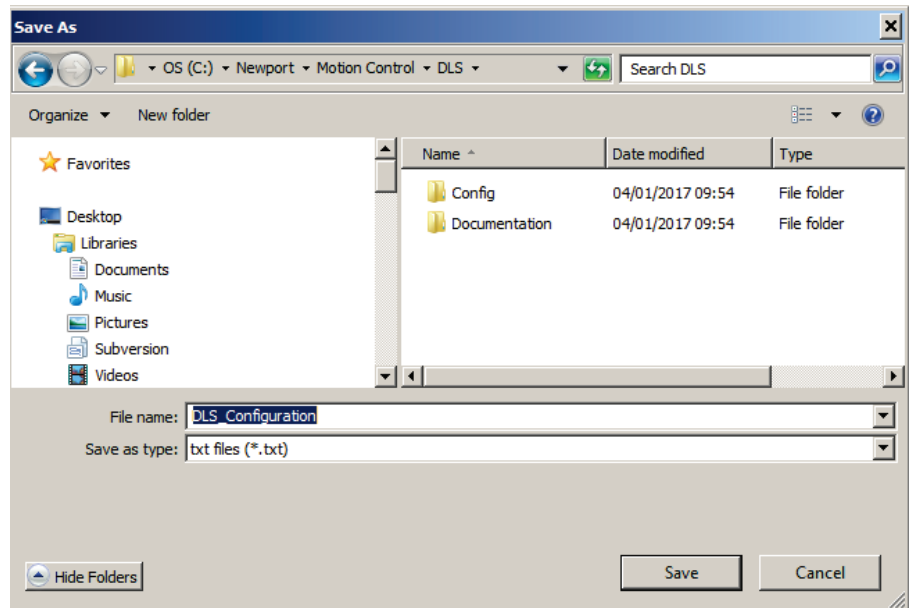 Save As
OS (C:) Newport Motion Control DLS
Search DLS
Organize New folder
Favorites
Desktop
Libraries
Documents
Music
Pictures
Subversion
Videos
Name Date modified Type
Config 04/01/2017 09:54 File folder
Documentation 04/01/2017 09:54 File folder
File name: DLS_Configuration
Save as type: txt files (*.txt)
Hide Folders
Save
Cancel